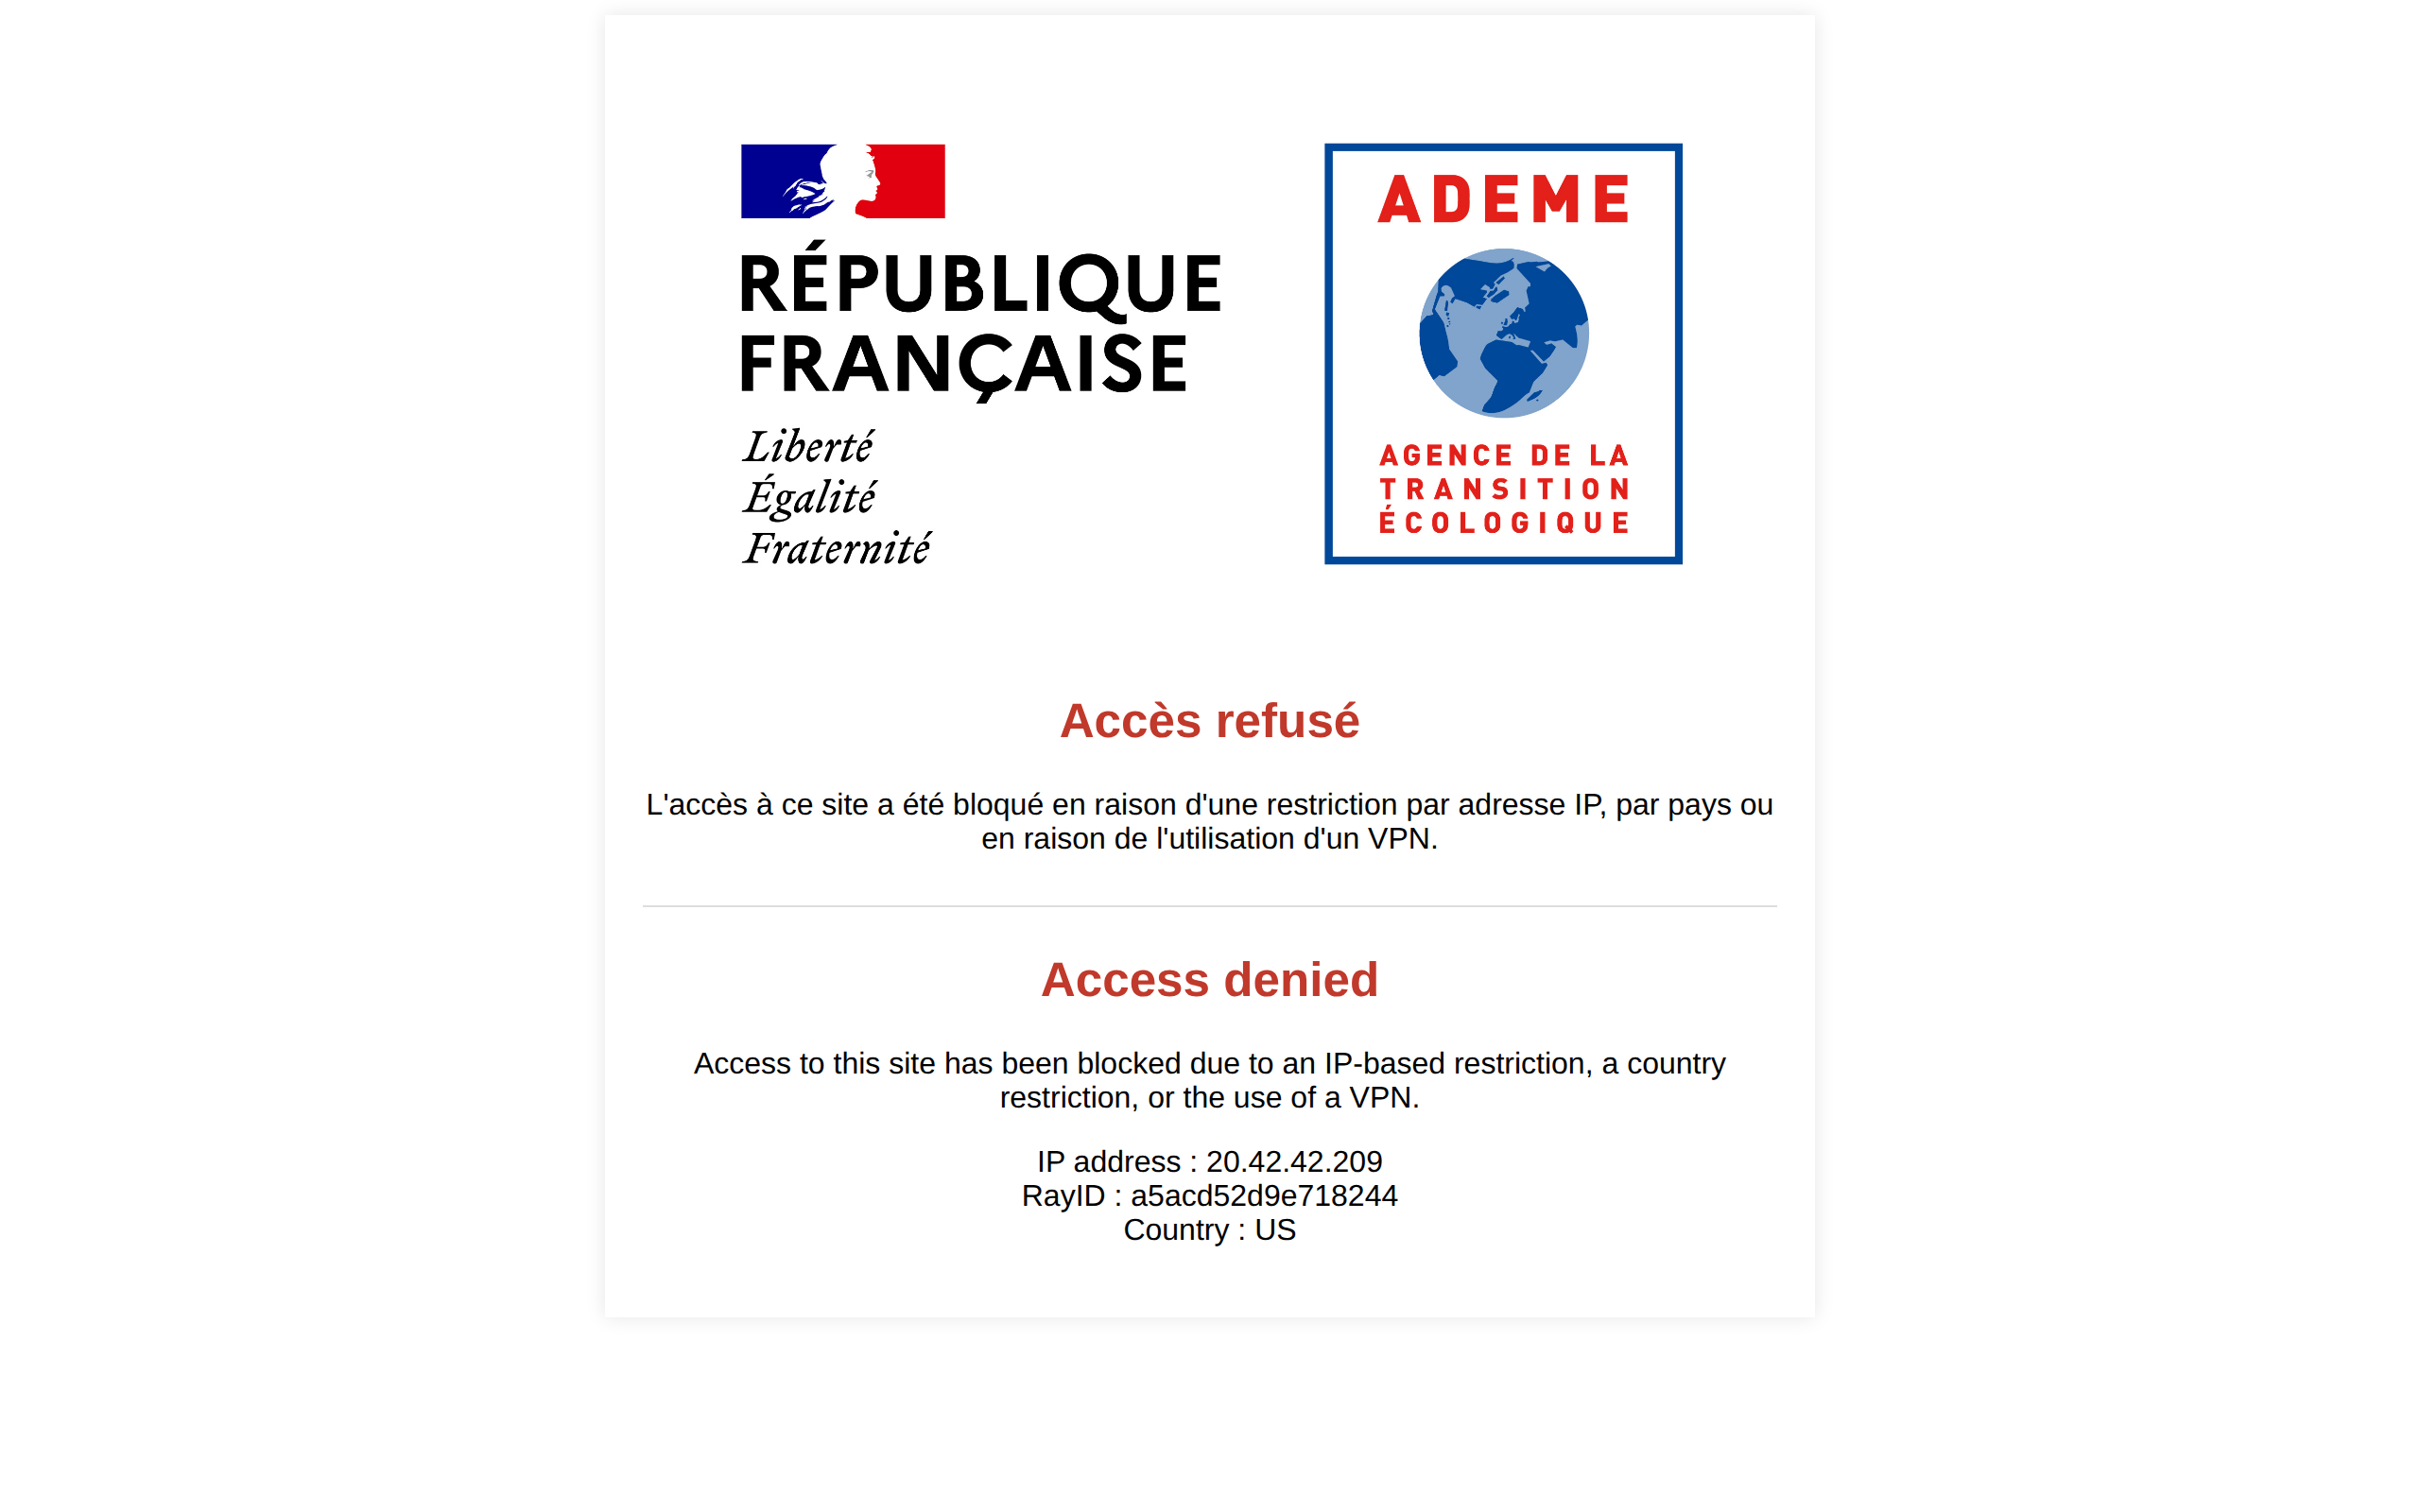 RÉPUBLIQUE
FRANÇAISE
Liberté
Égalité
Fraternité
ADEME
AGENCE DE LA
TRANSITION
ÉCOLOGIQUE
Accès refusé
L'accès à ce site a été bloqué en raison d'une restriction par adresse IP, par pays ou
en raison de l'utilisation d'un VPN.
Access denied
Access to this site has been blocked due to an IP-based restriction, a country
restriction, or the use of a VPN.
IP address : 20.42.42.209
RayID : a5acd52d9e718244
Country : US